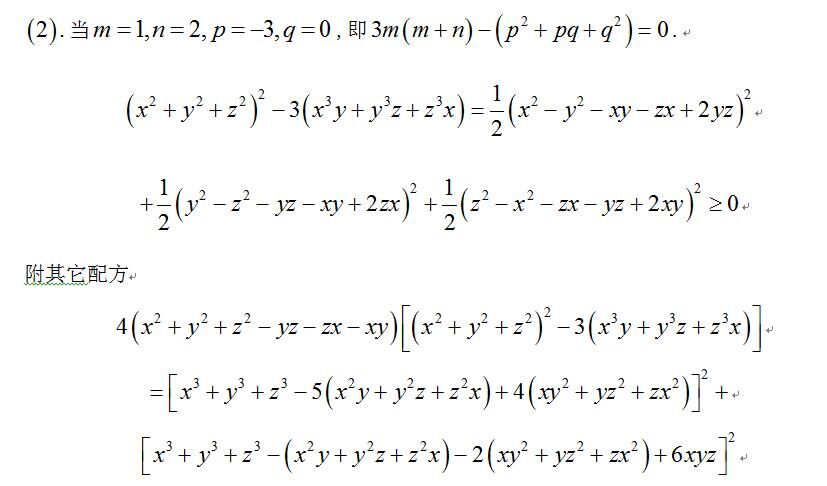 (2). 当 m = 1, n = 2, p = −3, q = 0 , 即 3m(m + n) − (p² + pq + q²) = 0 .
(x² + y² + z²)² − 3(x³y + y³z + z³x) = 1/2 (x² − y² − xy − zx + 2yz)²
+ 1/2 (y² − z² − yz − xy + 2zx)² + 1/2 (z² − x² − zx − yz + 2xy)² ≥ 0
附其它配方
4(x² + y² + z² − yz − zx − xy)[(x² + y² + z²)² − 3(x³y + y³z + z³x)]
= [x³ + y³ + z³ − 5(x²y + y²z + z²x) + 4(xy² + yz² + zx²)]² +
[x³ + y³ + z³ − (x²y + y²z + z²x) − 2(xy² + yz² + zx²) + 6xyz]²